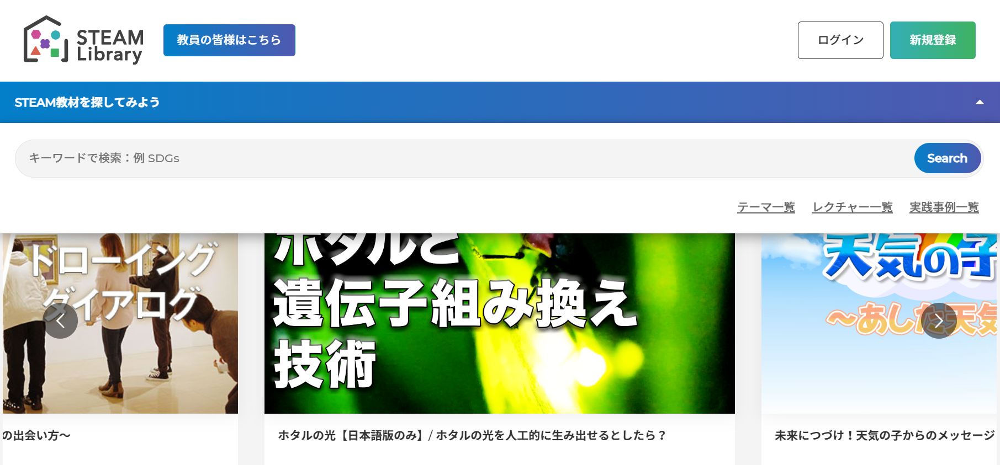 STEAM
Library
教員の皆様はこちら
ログイン
新規登録
STEAM教材を探してみよう
キーワードで検索：例 SDGs
Search
テーマ一覧
レクチャー一覧
実践事例一覧
ドローイング
ダイアログ
ホタルと
遺伝子組み換え
技術
天気の子
～あした天気
の出会い方～
ホタルの光【日本語版のみ】/ ホタルの光を人工的に生み出せるとしたら？
未来につづけ！天気の子からのメッセージ